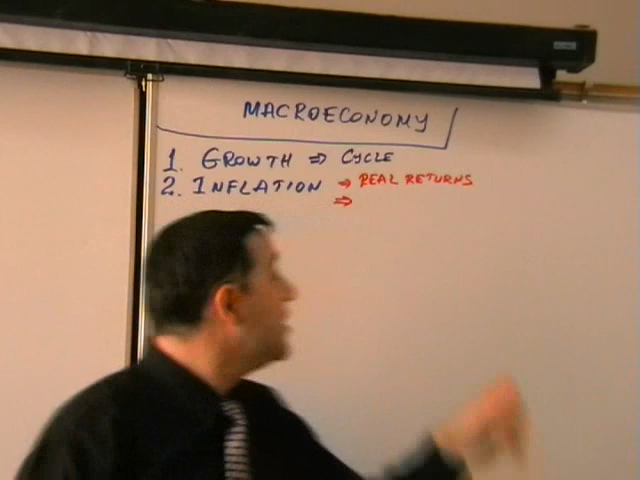 MACROECONOMY
1. GROWTH ⇒ CYCLE
2. INFLATION ⇒ REAL RETURNS
⇒